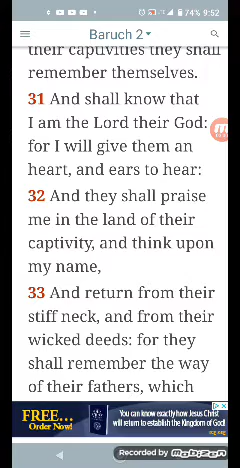 74% 9:52
Baruch 2
their captivities they shall
remember themselves.
31 And shall know that
I am the Lord their God:
for I will give them an
heart, and ears to hear:
32 And they shall praise
me in the land of their
captivity, and think upon
my name,
33 And return from their
stiff neck, and from their
wicked deeds: for they
shall remember the way
of their fathers, which
FREE...
Order Now!
You can know exactly how Jesus Christ
will return to establish the Kingdom of God!
Recorded by Mobizen